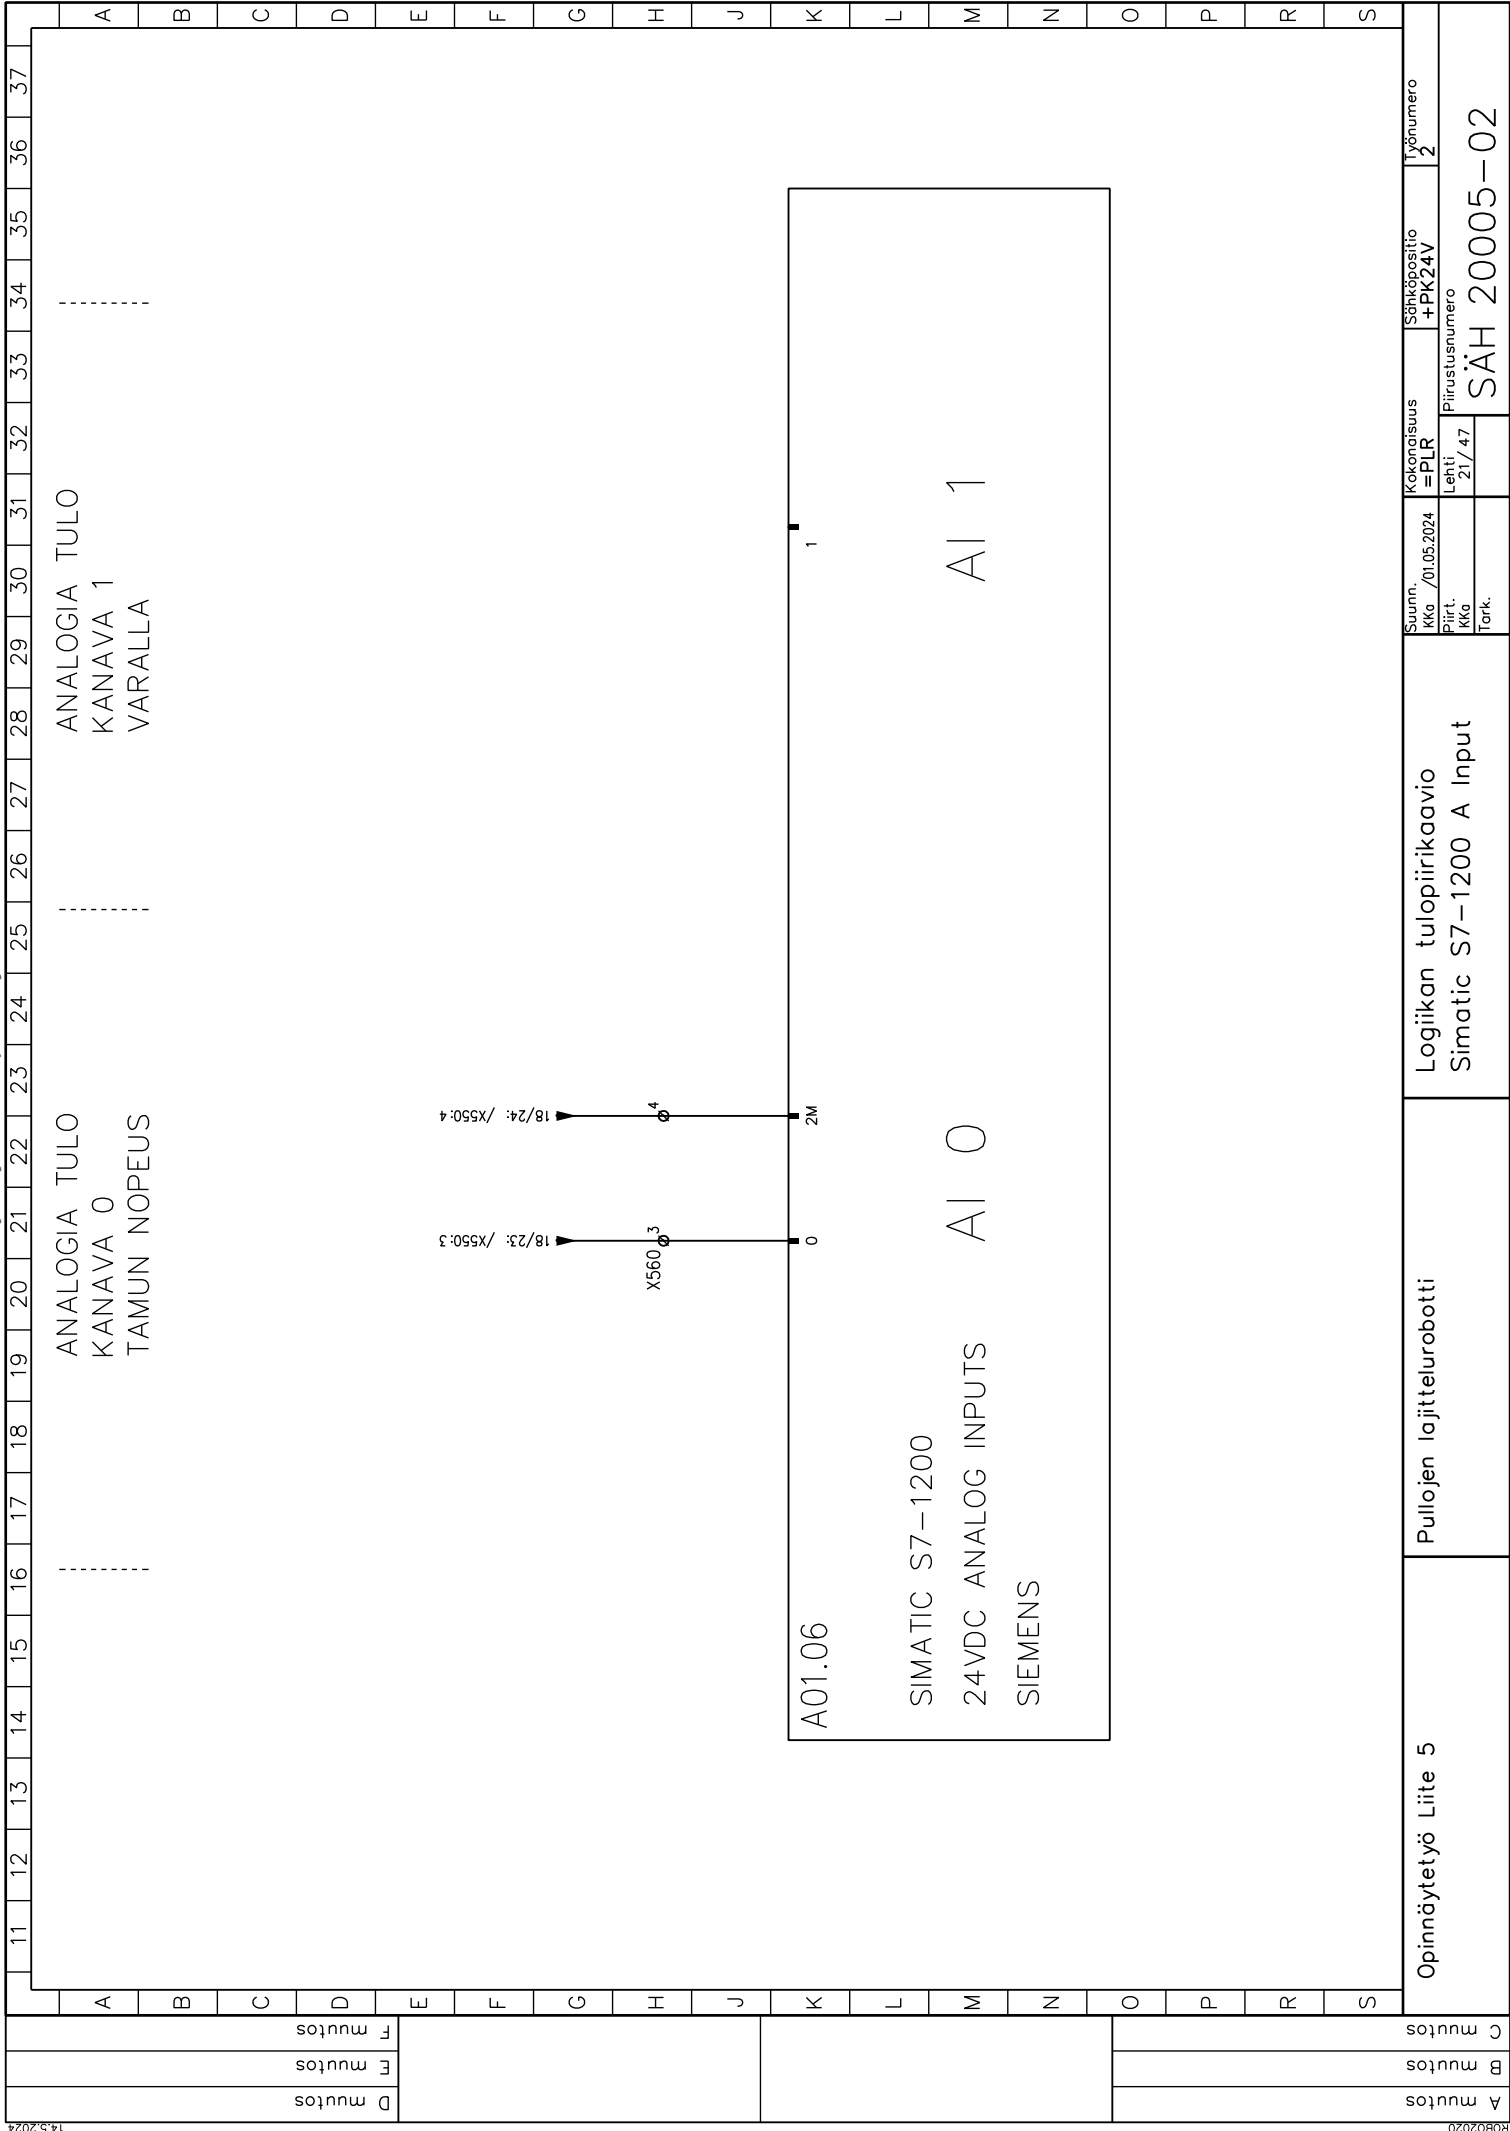 11 12 13 14 15 16 17 18 19 20 21 22 23 24 25 26 27 28 29 30 31 32 33 34 35 36 37
A
B
C
D
E
F
G
H
J
K
L
M
N
O
P
R
S
ANALOGIA TULO
KANAVA 0
TAMUN NOPEUS
ANALOGIA TULO
KANAVA 1
VARALLA
18/23: /X550:3
18/24: /X550:4
X560 3
4
0
2M
1
A01.06
SIMATIC S7-1200
24VDC ANALOG INPUTS
SIEMENS
AI 0
AI 1
A
B
C
D
E
F
G
H
J
K
L
M
N
O
P
R
S
Opinnäytetyö Liite 5
Pullojen lajittelurobotti
Logiikan tulopiirikaavio
Simatic S7-1200 A Input
Suunn.
KKa /01.05.2024
Piirt.
KKa
Tark.
Kokonaisuus
=PLR
Sähköpositio
+PK24V
Työnumero
2
Lehti
21/47
Piirustusnumero
SÄH 20005-02
A muutos
B muutos
C muutos
D muutos
E muutos
F muutos
ROBO2020
14.5.2024